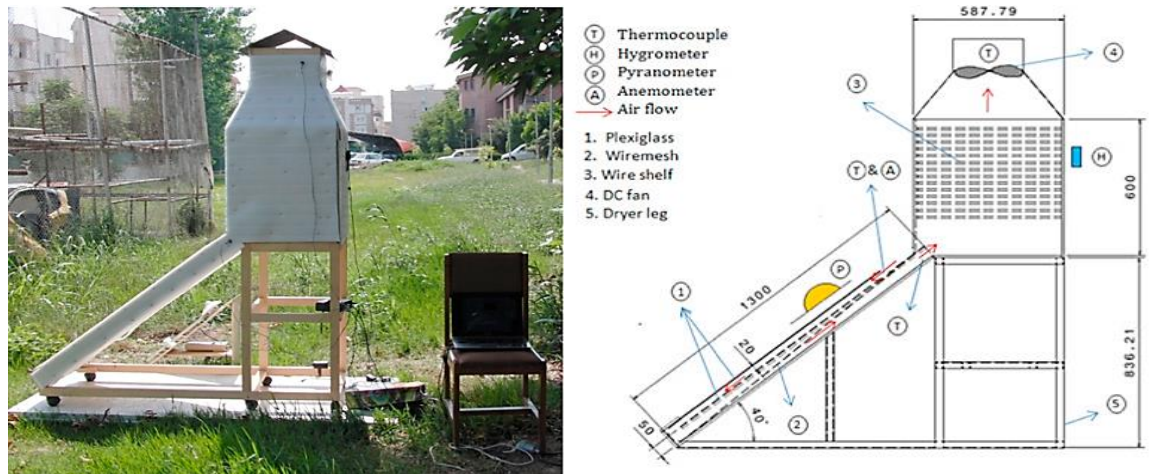 T Thermocouple
H Hygrometer
P Pyranometer
A Anemometer
Air flow
1. Plexiglass
2. Wiremesh
3. Wire shelf
4. DC fan
5. Dryer leg
587.79
T
4
3
T & A
H
600
P
1
1300
20
T
836.21
50
40°
2
5